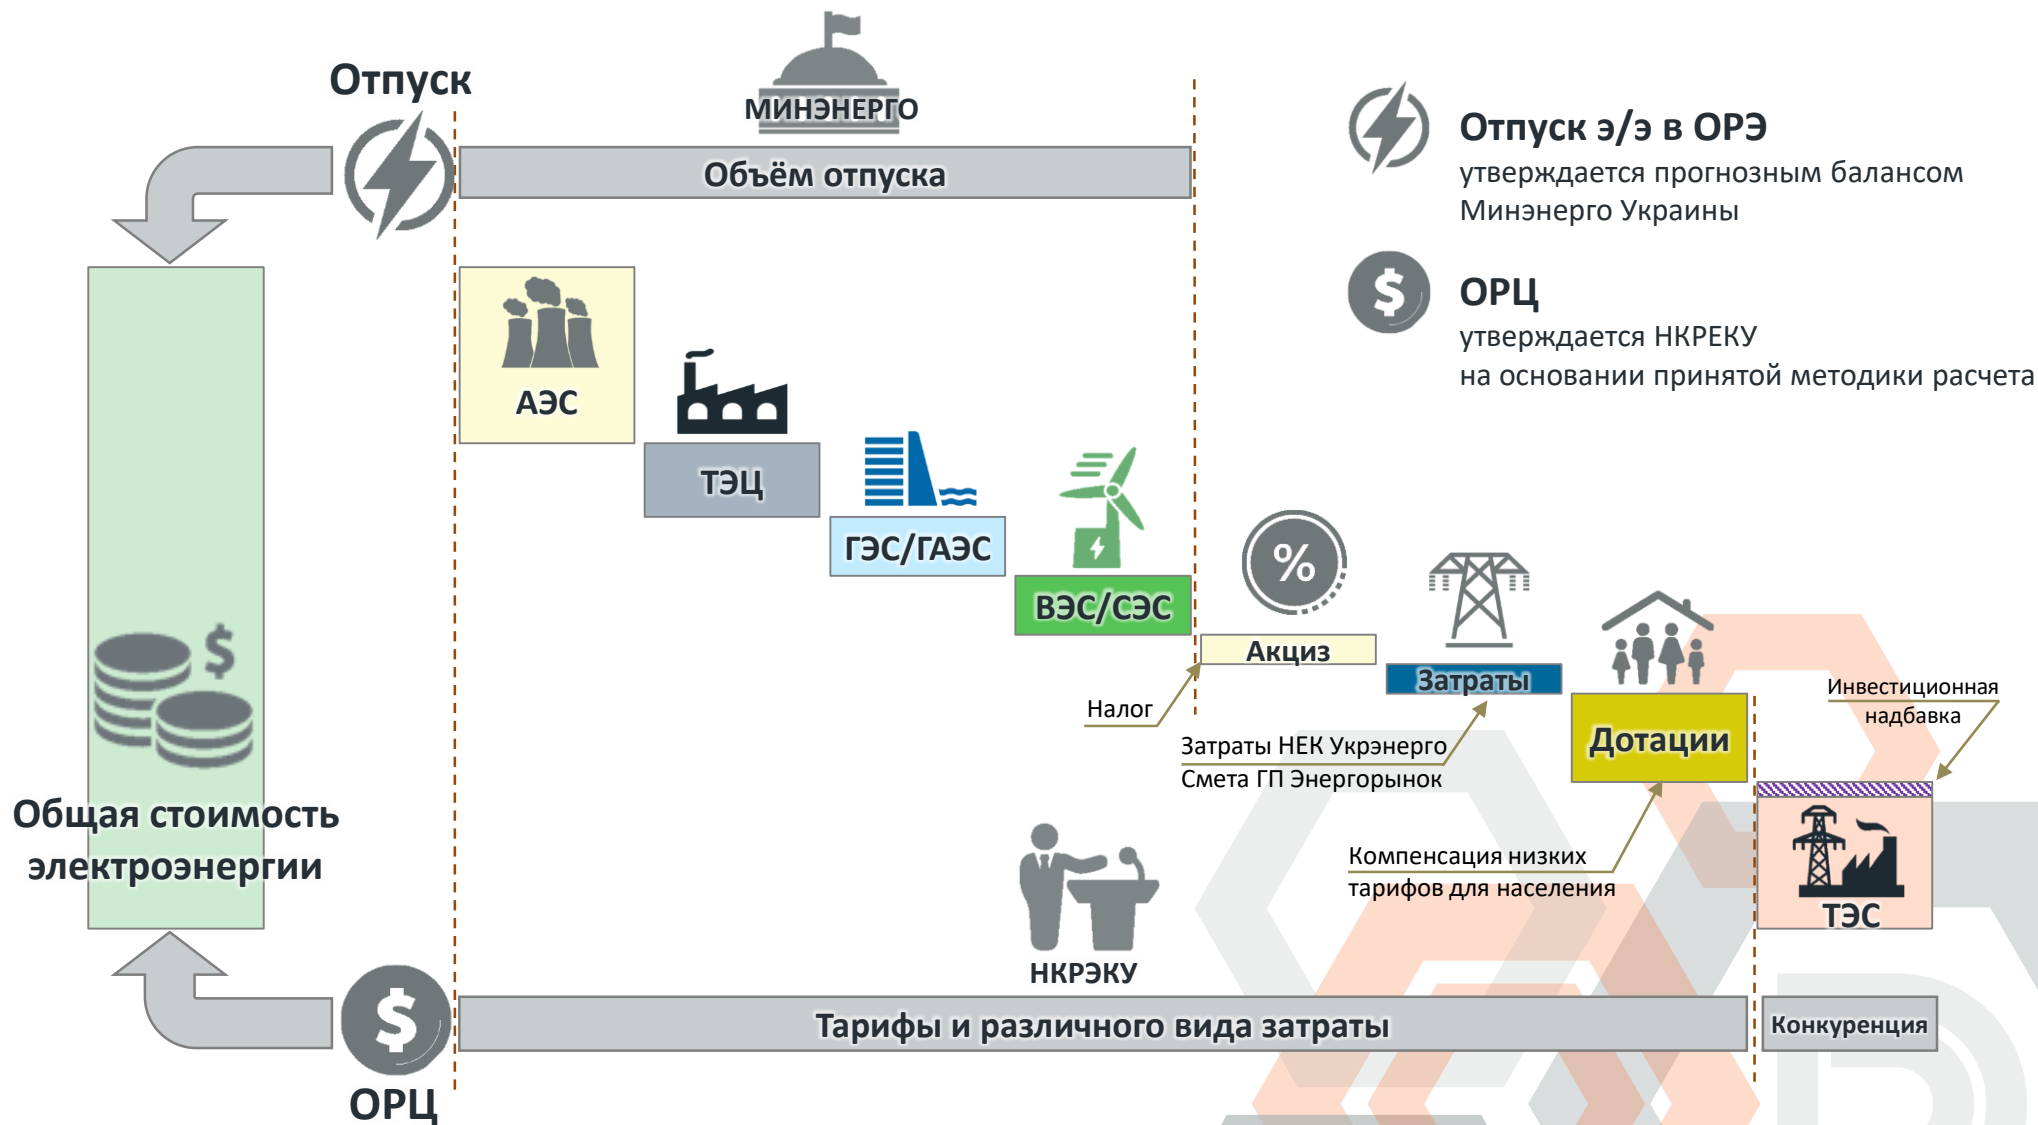 Отпуск
МИНЭНЕРГО
Объём отпуска
Отпуск э/э в ОРЭ
утверждается прогнозным балансом
Минэнерго Украины
$
ОРЦ
утверждается НКРЕКУ
на основании принятой методики расчета
АЭС
ТЭЦ
ГЭС/ГАЭС
ВЭС/СЭС
%
Акциз
Налог
Затраты
Затраты НЕК Укрэнерго
Смета ГП Энергорынок
Дотации
Компенсация низких
тарифов для населения
Инвестиционная
надбавка
ТЭС
$
Общая стоимость
электроэнергии
НКРЭКУ
Тарифы и различного вида затраты
Конкуренция
$
ОРЦ